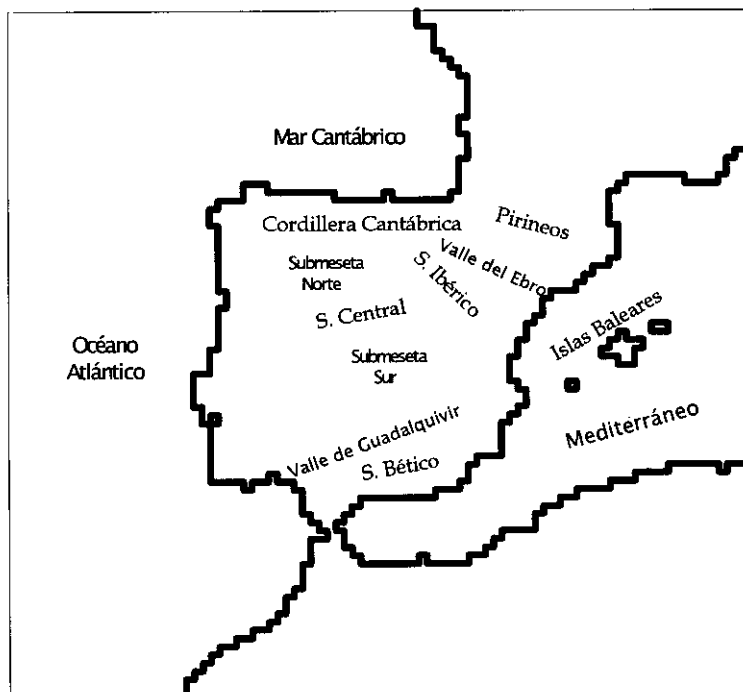 Mar Cantábrico
Cordillera Cantábrica
Pirineos
Valle del Ebro
Submeseta
Norte
S. Ibérico
S. Central
Islas Baleares
Océano
Atlántico
Submeseta
Sur
Mediterráneo
Valle de Guadalquivir
S. Bético